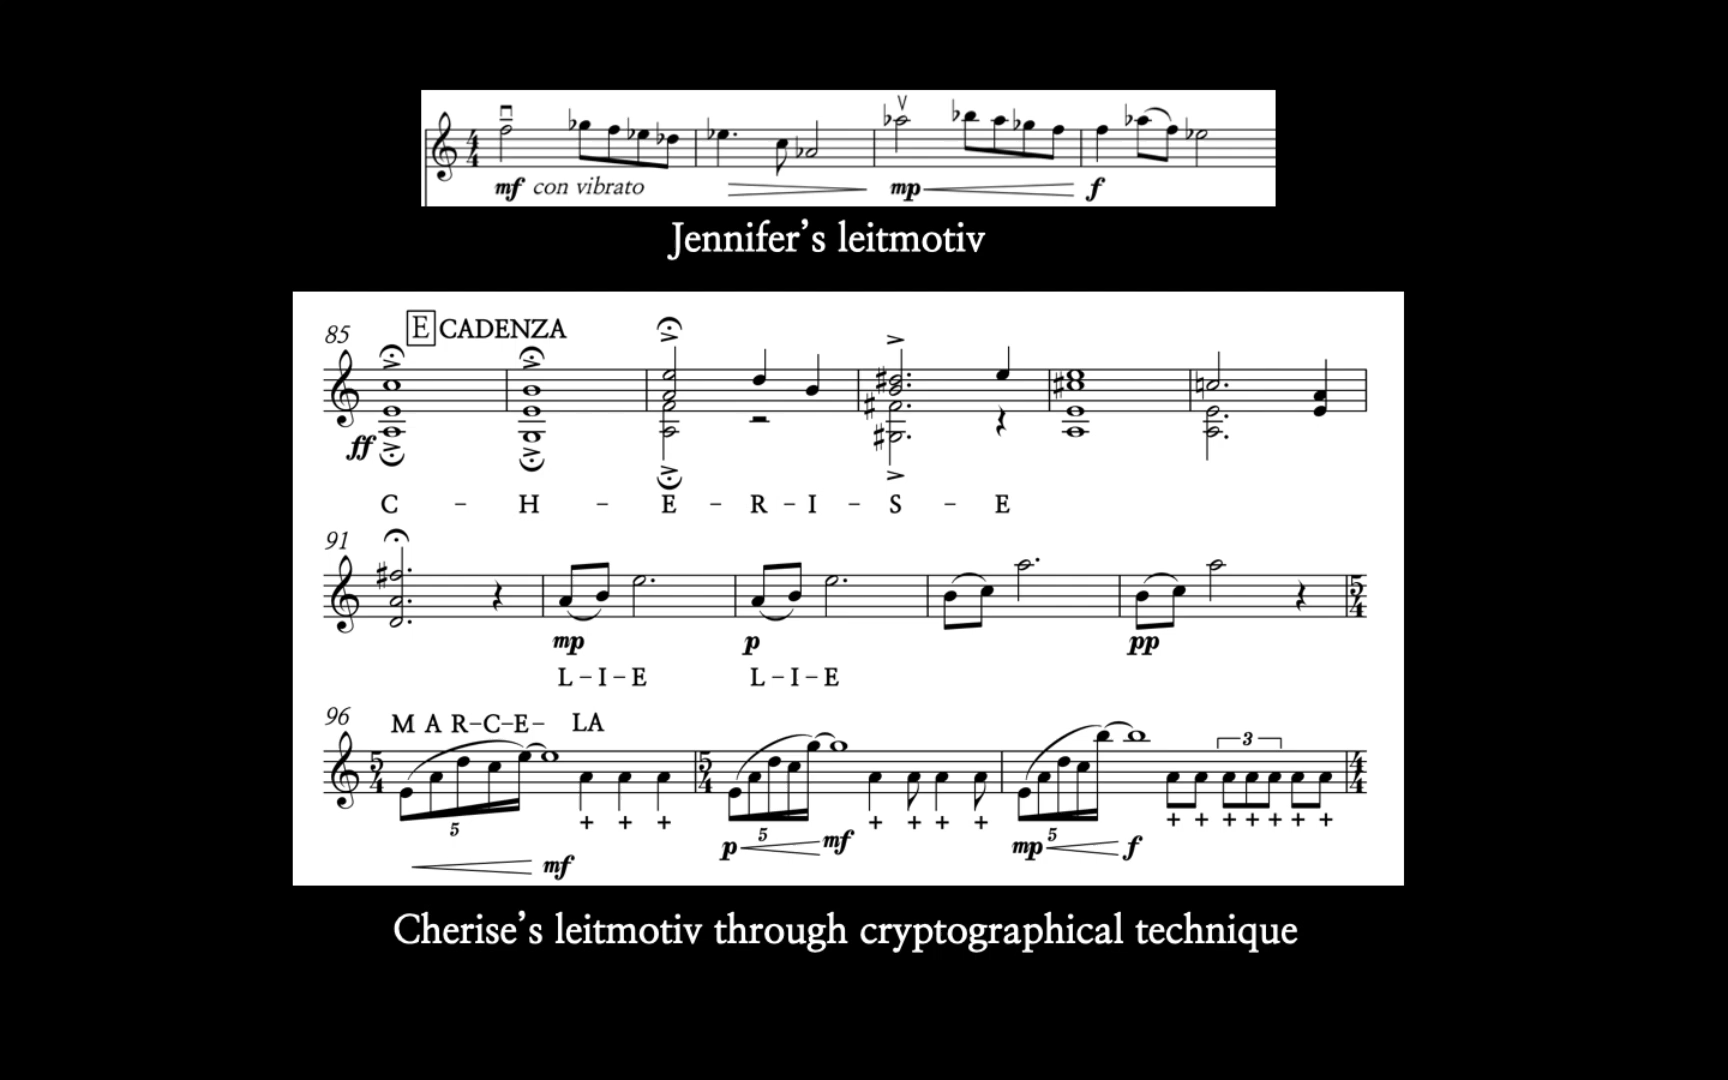 mf con vibrato mp f
Jennifer's leitmotiv
85 E CADENZA
ff
C - H - E - R - I - S - E
91
mp p pp
L - I - E L - I - E
96 M A R - C - E - LA
3
5 5 5
mf p mf mp f
Cherise's leitmotiv through cryptographical technique